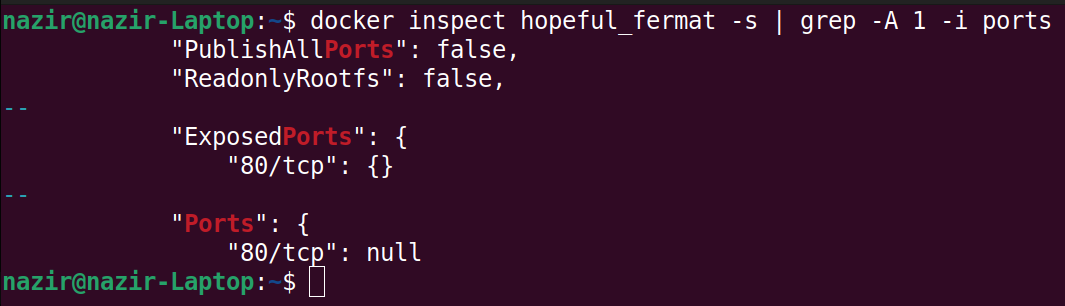 nazir@nazir-Laptop:~$ docker inspect hopeful_fermat -s | grep -A 1 -i ports
            "PublishAllPorts": false,
            "ReadonlyRootfs": false,
--
            "ExposedPorts": {
                "80/tcp": {}
--
            "Ports": {
                "80/tcp": null
nazir@nazir-Laptop:~$